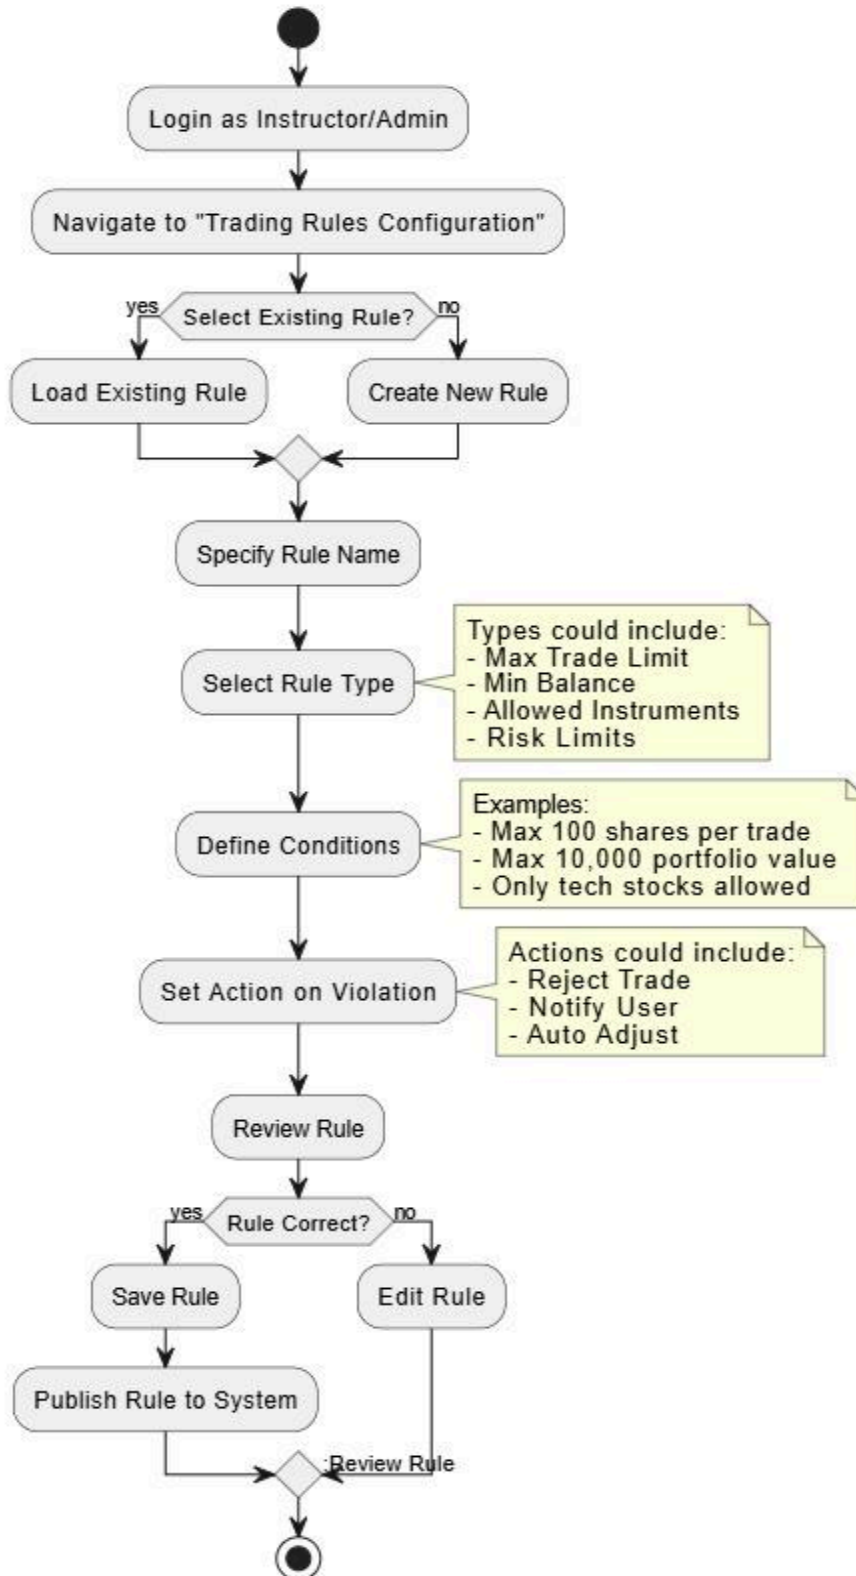 Login as Instructor/Admin
Navigate to "Trading Rules Configuration"
yes
Select Existing Rule?
no
Load Existing Rule
Create New Rule
Specify Rule Name
Select Rule Type
Types could include:
- Max Trade Limit
- Min Balance
- Allowed Instruments
- Risk Limits
Define Conditions
Examples:
- Max 100 shares per trade
- Max 10,000 portfolio value
- Only tech stocks allowed
Set Action on Violation
Actions could include:
- Reject Trade
- Notify User
- Auto Adjust
Review Rule
yes
Rule Correct?
no
Save Rule
Edit Rule
Publish Rule to System
:Review Rule